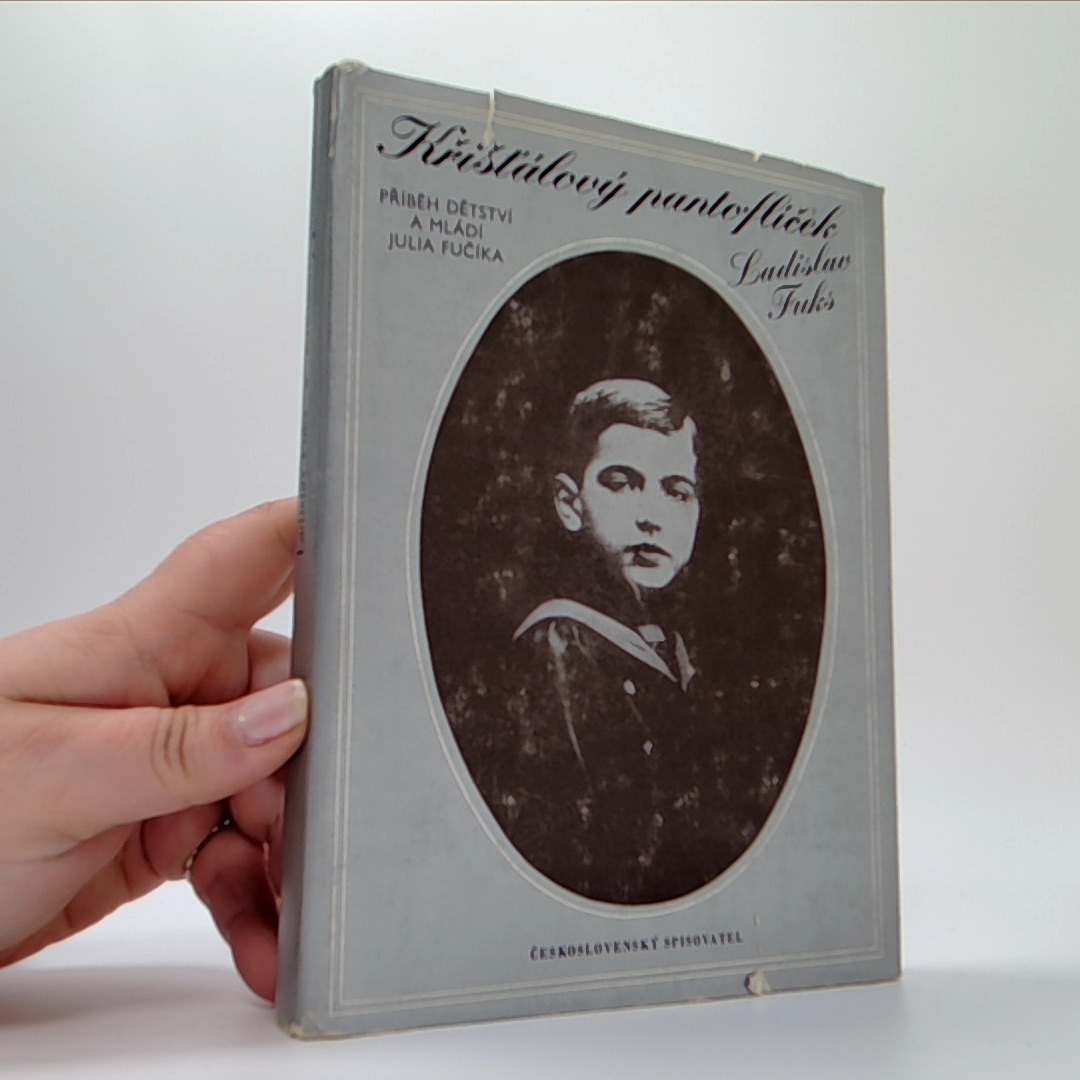 Křišťálový pantoflíček
PŘÍBĚH DĚTSTVÍ
A MLÁDÍ
JULIA FUČÍKA
Ladislav
Fuks
ČESKOSLOVENSKÝ SPISOVATEL